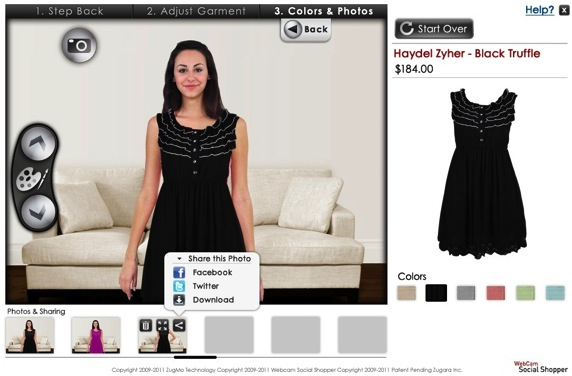 1. Step Back
2. Adjust Garment
3. Colors & Photos
Help? X
Back
Start Over
Haydel Zyher - Black Truffle
$184.00
Share this Photo
Facebook
Twitter
Download
Colors
Photos & Sharing
Copyright 2009-2011 ZugMo Technology Copyright 2009-2011 Webcam Social Shopper Copyright 2009-2011 Patent Pending Zugara Inc.
WebCam
Social Shopper